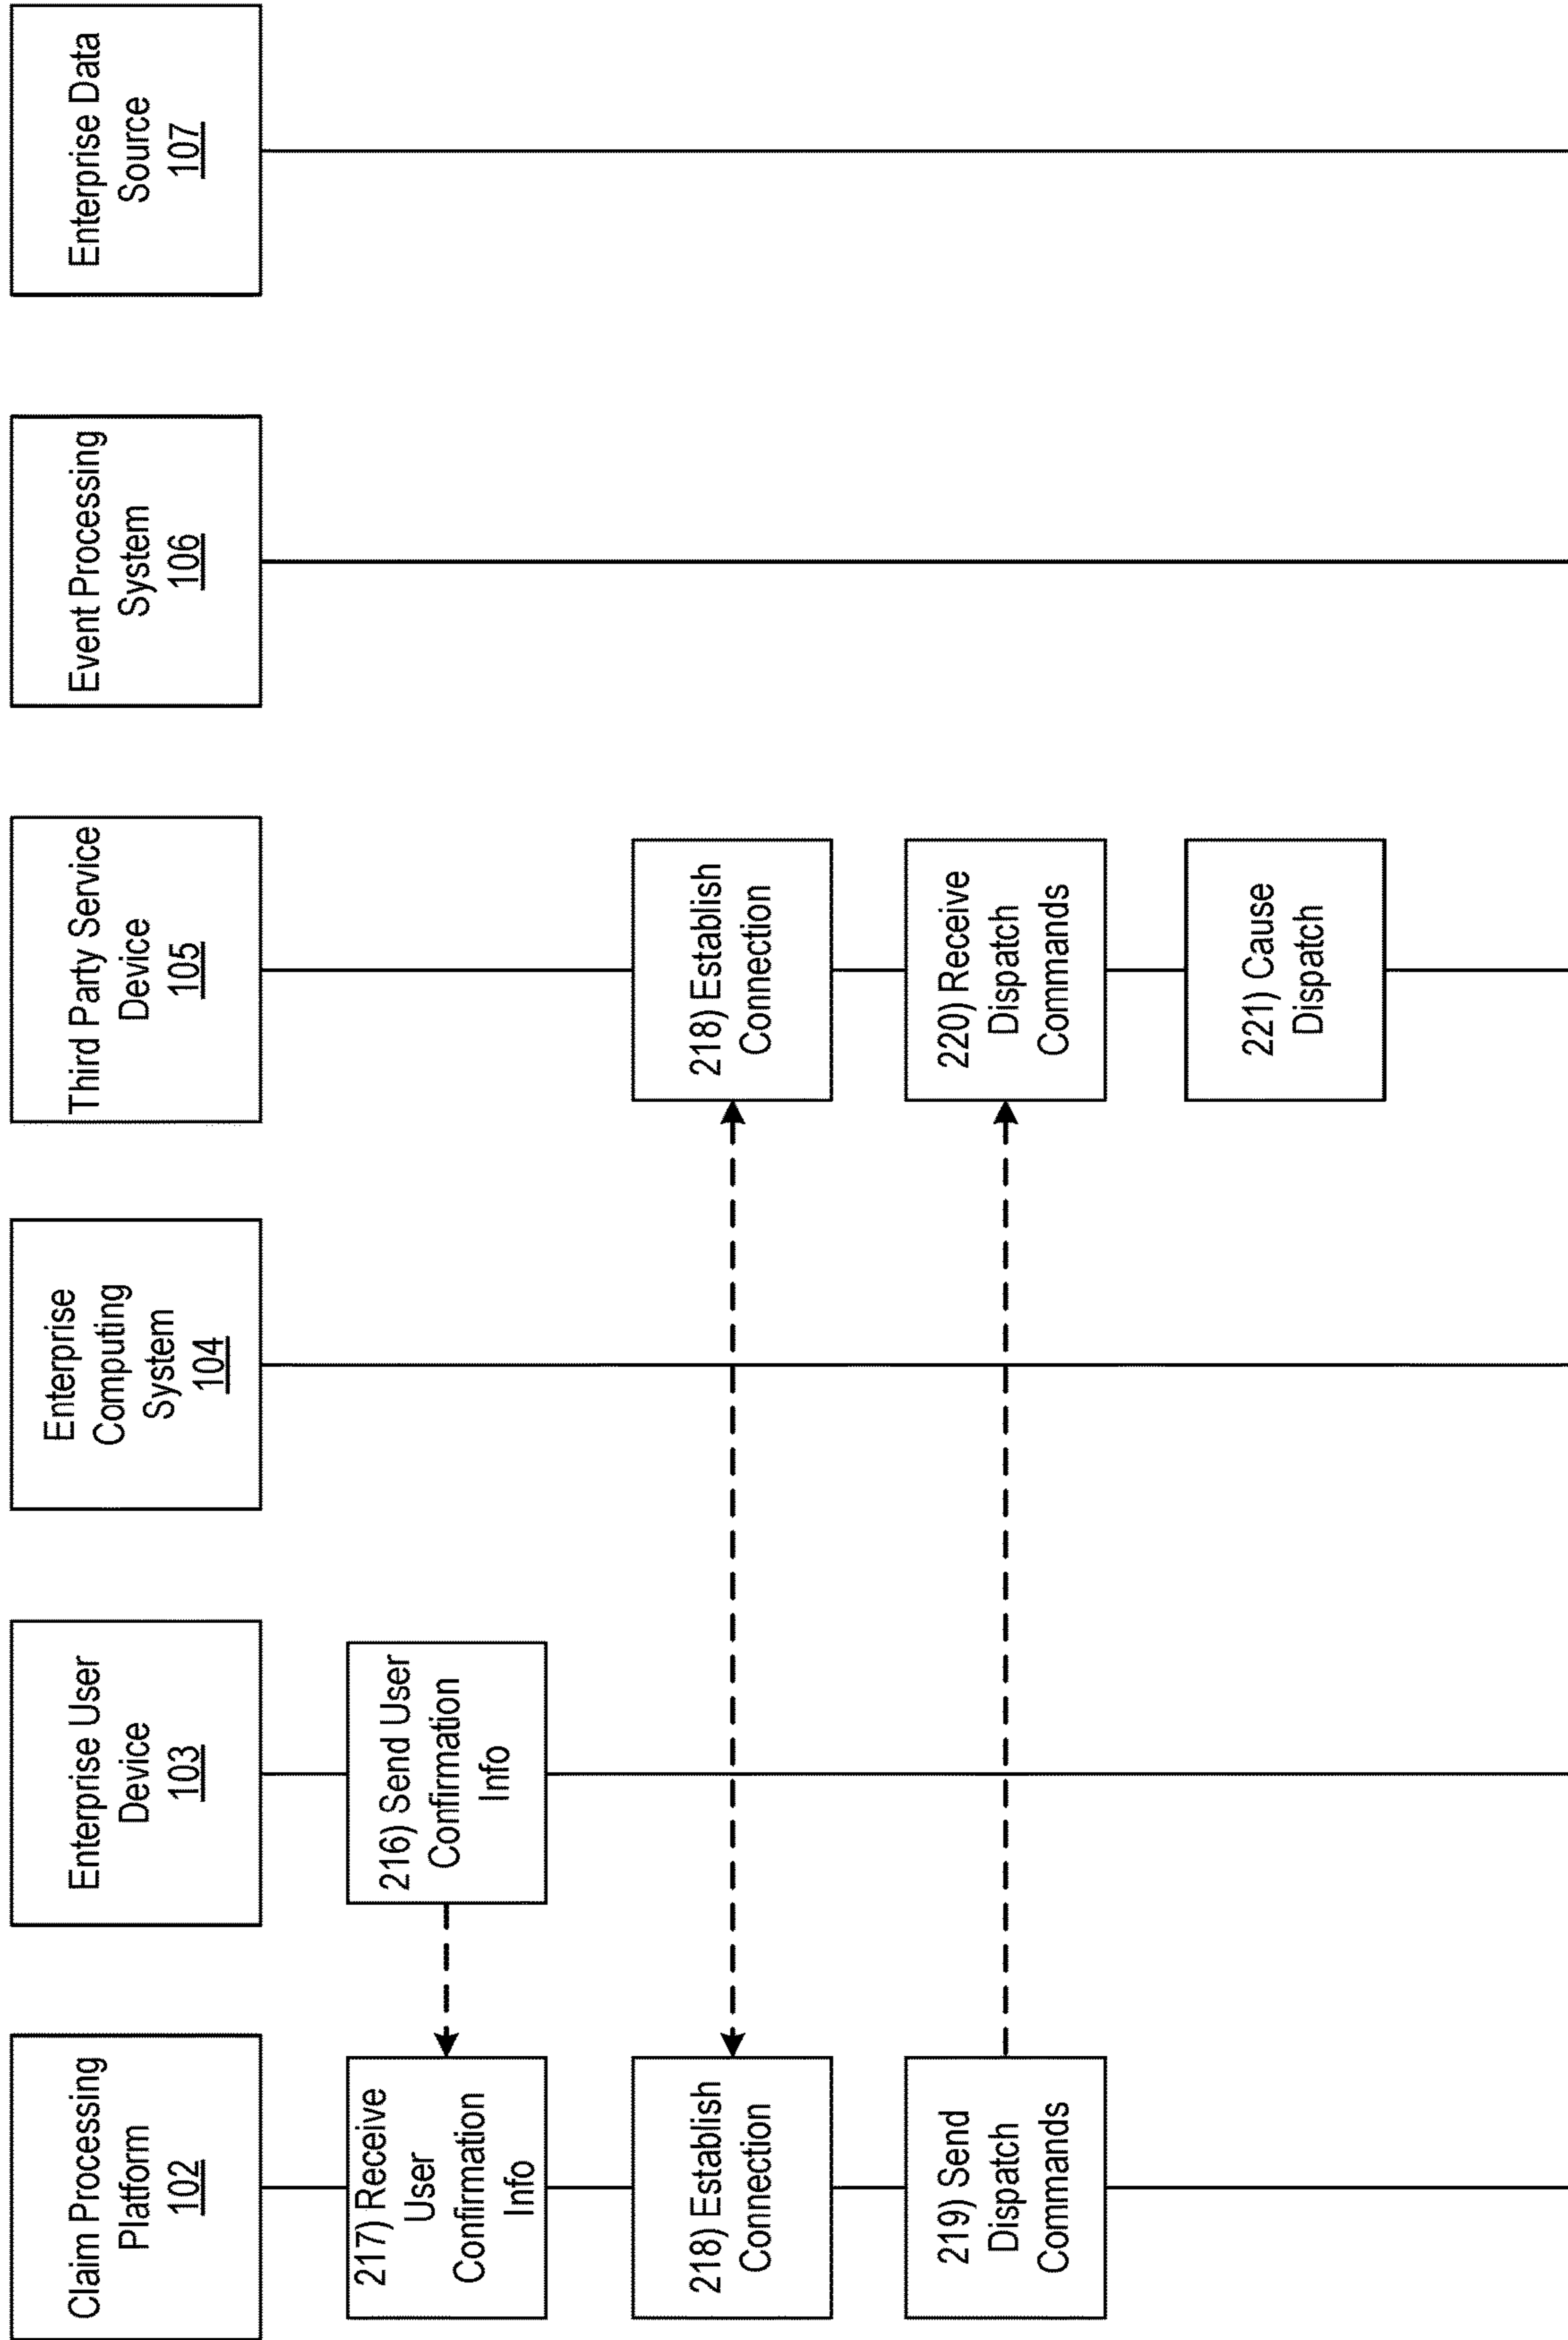 Claim Processing
Platform
102
Enterprise User
Device
103
Enterprise
Computing
System
104
Third Party Service
Device
105
Event Processing
System
106
Enterprise Data
Source
107
217) Receive
User
Confirmation
Info
216) Send User
Confirmation
Info
218) Establish
Connection
218) Establish
Connection
219) Send
Dispatch
Commands
220) Receive
Dispatch
Commands
221) Cause
Dispatch